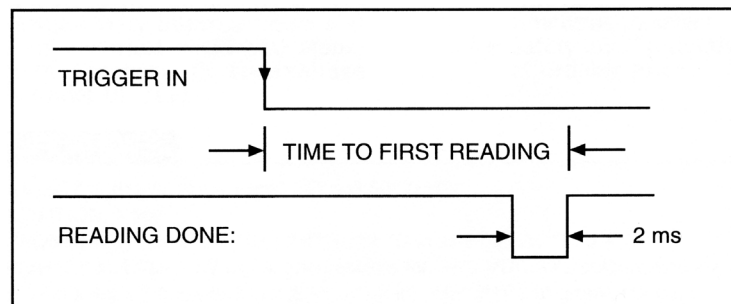 TRIGGER IN
TIME TO FIRST READING
READING DONE:
2 ms